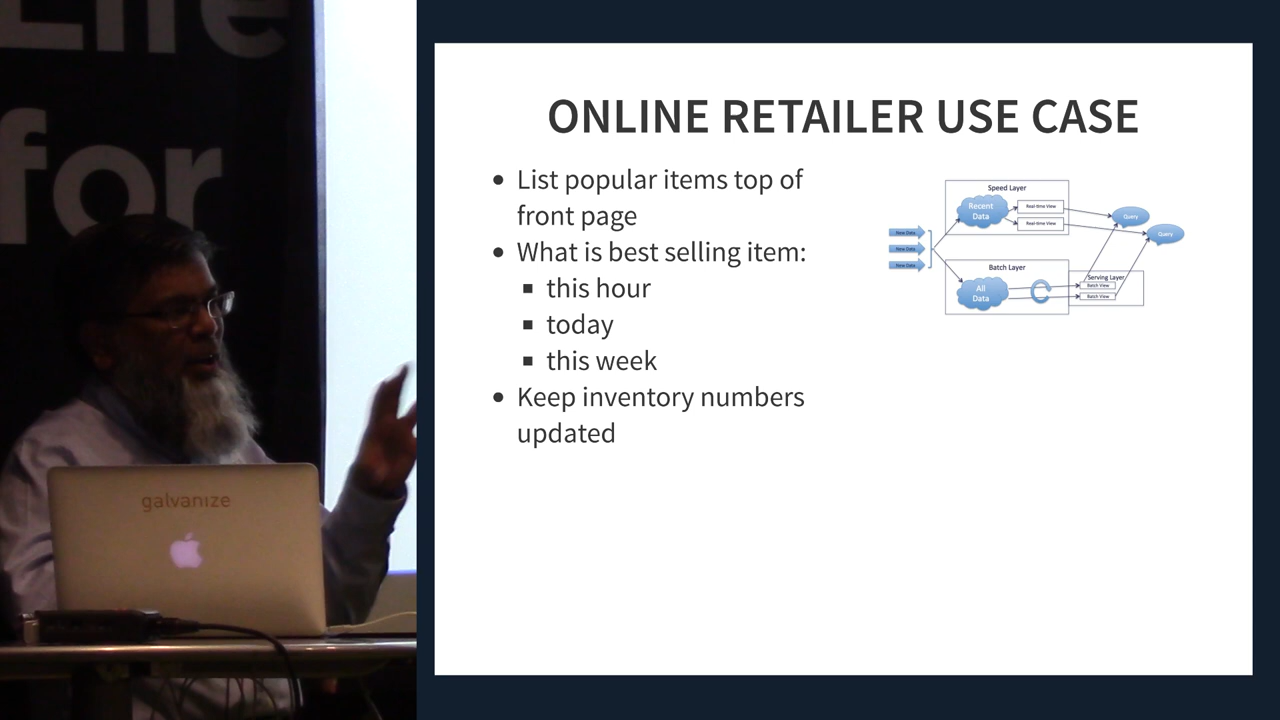 Life
for
galvanize
ONLINE RETAILER USE CASE
• List popular items top of
front page
• What is best selling item:
▪ this hour
▪ today
▪ this week
• Keep inventory numbers
updated
Speed Layer
Recent
Data
Real-time View
Real-time View
Query
Query
New Data
New Data
New Data
Batch Layer
All
Data
Serving Layer
Batch View
Batch View